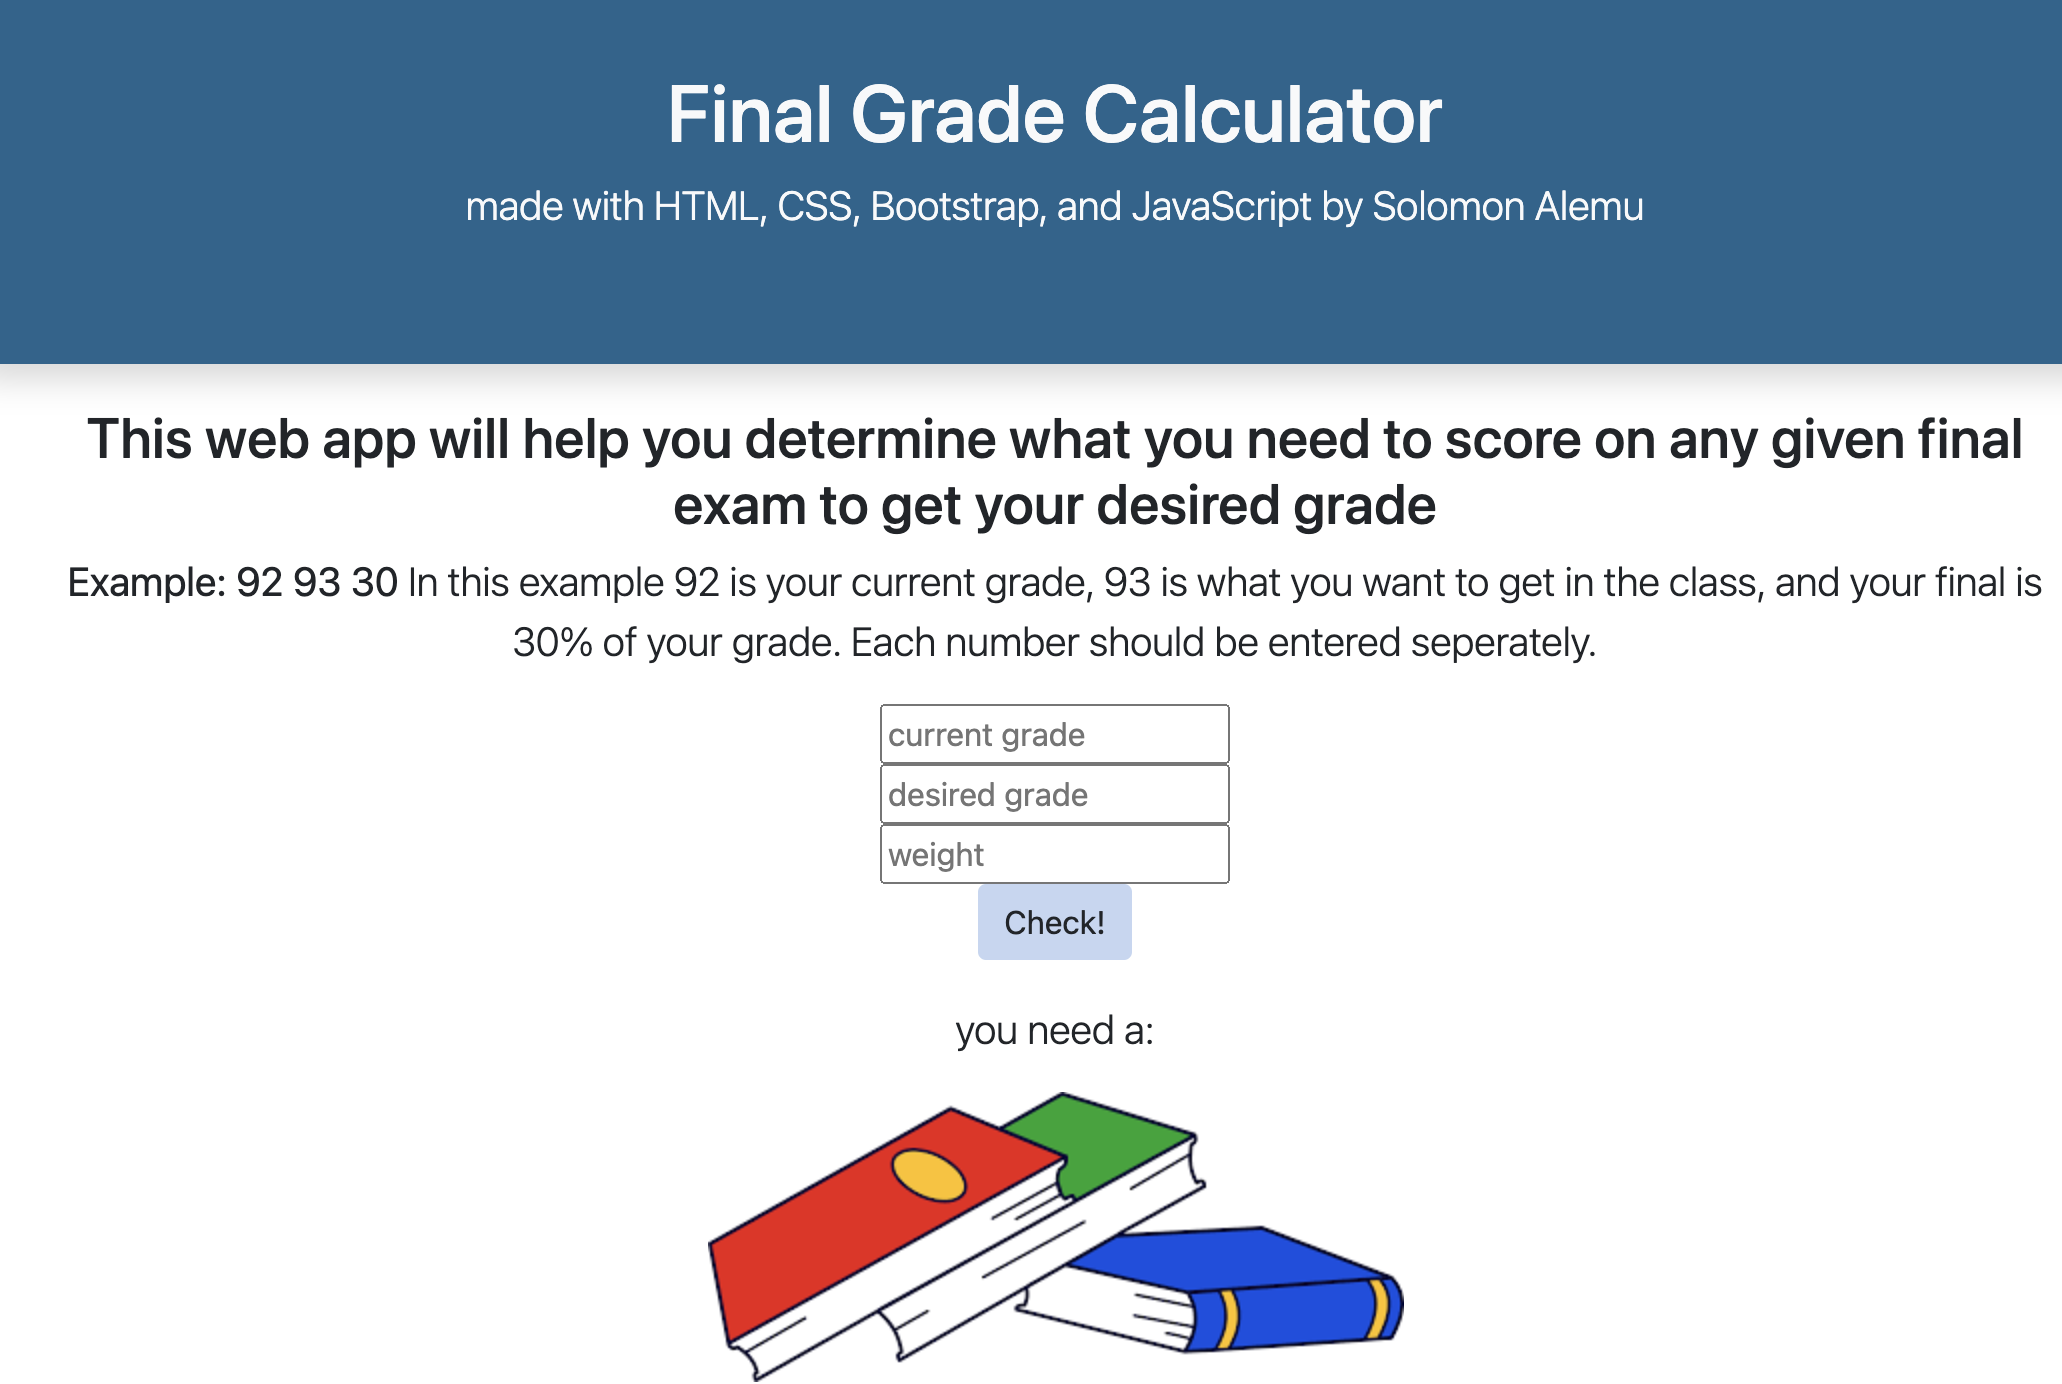 Final Grade Calculator
made with HTML, CSS, Bootstrap, and JavaScript by Solomon Alemu
This web app will help you determine what you need to score on any given final
exam to get your desired grade
Example: 92 93 30 In this example 92 is your current grade, 93 is what you want to get in the class, and your final is
30% of your grade. Each number should be entered seperately.
current grade
desired grade
weight
Check!
you need a: